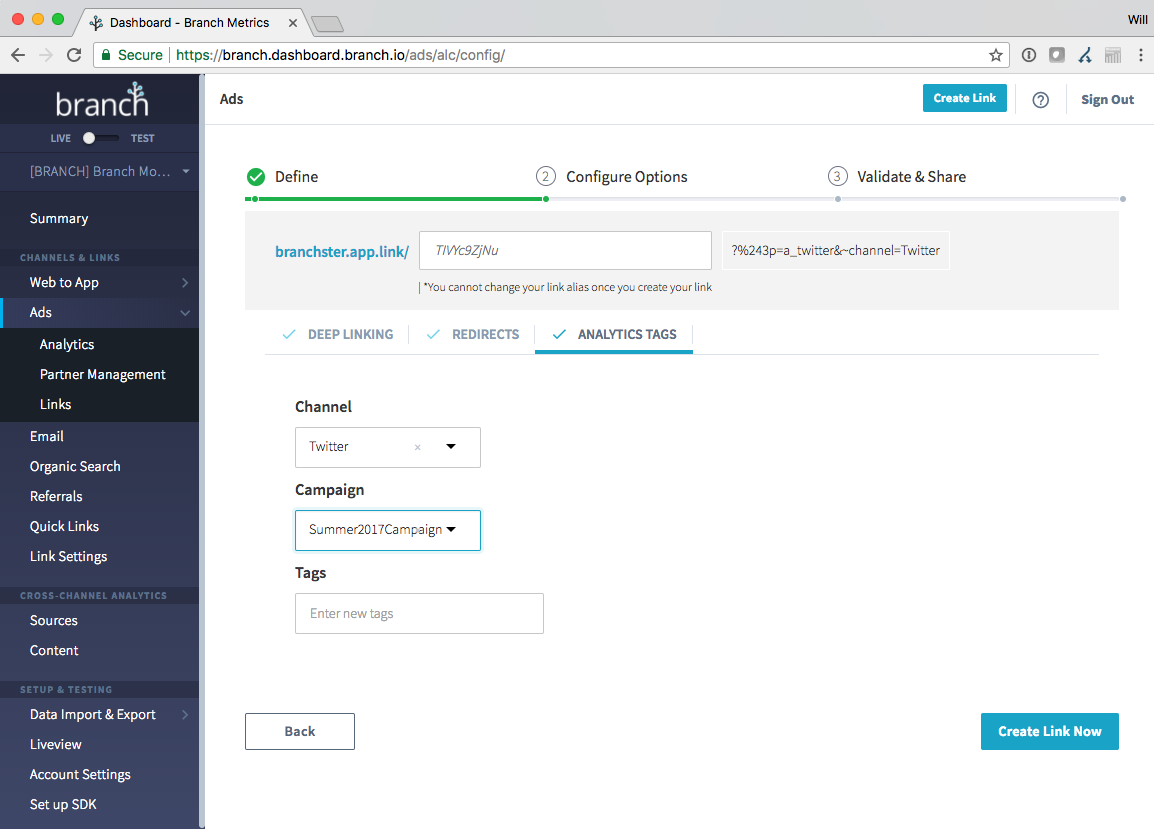 Dashboard - Branch Metrics
Will
Secure
https://branch.dashboard.branch.io/ads/alc/config/
branch
LIVE TEST
[BRANCH] Branch Mo...
Summary
CHANNELS & LINKS
Web to App
Ads
Analytics
Partner Management
Links
Email
Organic Search
Referrals
Quick Links
Link Settings
CROSS-CHANNEL ANALYTICS
Sources
Content
SETUP & TESTING
Data Import & Export
Liveview
Account Settings
Set up SDK
Ads
Create Link
?
Sign Out
Define
2 Configure Options
3 Validate & Share
branchster.app.link/
TlVYc9ZjNu
?%243p=a_twitter&~channel=Twitter
| *You cannot change your link alias once you create your link
DEEP LINKING
REDIRECTS
ANALYTICS TAGS
Channel
Twitter ×
Campaign
Summer2017Campaign
Tags
Enter new tags
Back
Create Link Now